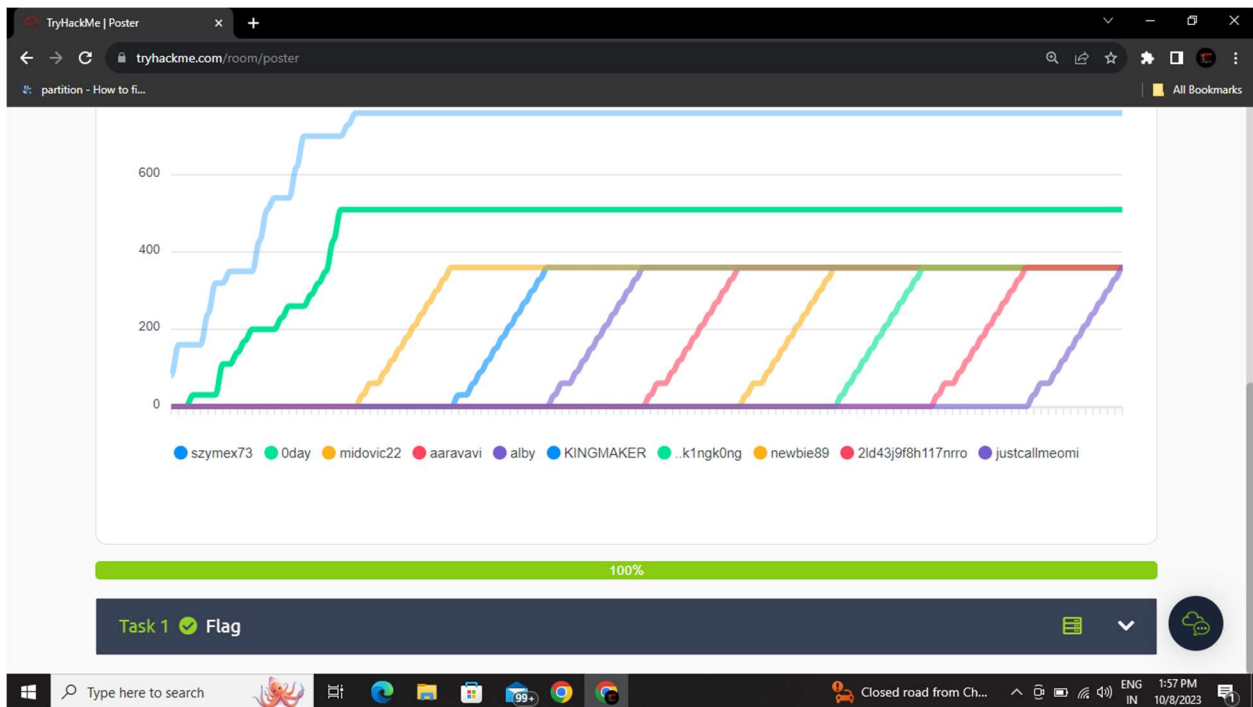 TryHackMe | Poster
tryhackme.com/room/poster
partition - How to fi...
All Bookmarks
600
400
200
0
szymex73 0day midovic22 aaravavi alby KINGMAKER ..k1ngk0ng newbie89 2ld43j9f8h117nrro justcallmeomi
100%
Task 1 Flag
Type here to search
99+
Closed road from Ch...
ENG
IN
1:57 PM
10/8/2023
1